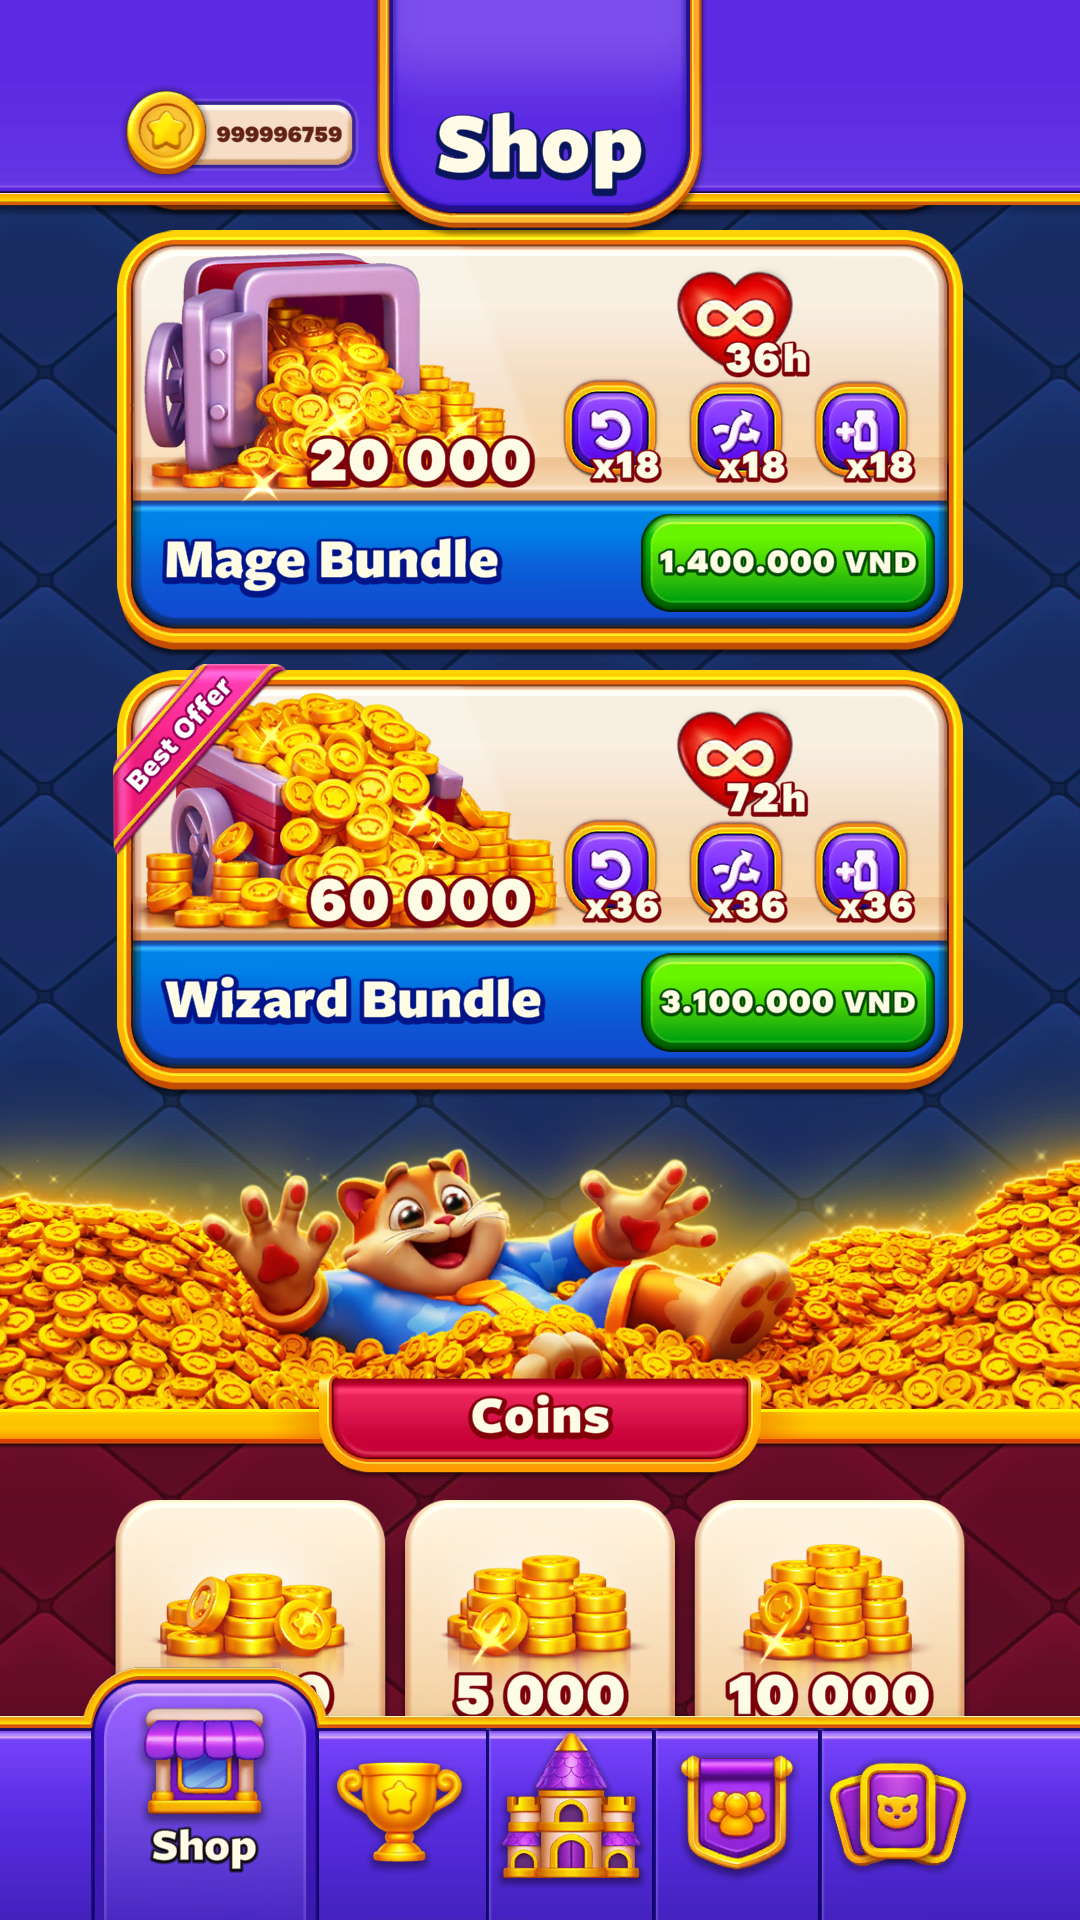 Shop
999996759
36h
20 000
x18
x18
x18
Mage Bundle
1.400.000 VND
Best Offer
72h
60 000
x36
x36
x36
Wizard Bundle
3.100.000 VND
Coins
5 000
10 000
Shop